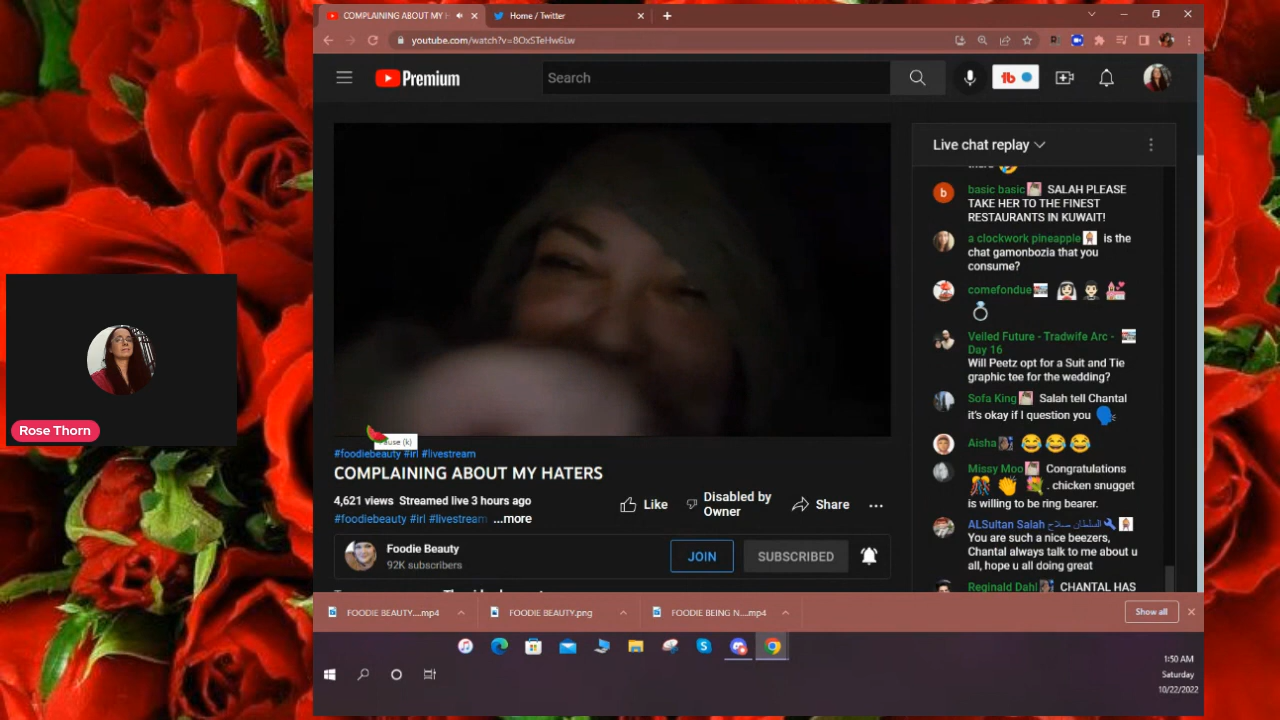 COMPLAINING ABOUT MY
Home / Twitter
youtube.com/watch?v=8OxSTeHw6Lw
Premium
Search
Live chat replay
basic basic SALAH PLEASE
TAKE HER TO THE FINEST
RESTAURANTS IN KUWAIT!
a clockwork pineapple is the
chat gamonbozia that you
consume?
comefondue
Veiled Future - Tradwife Arc -
Day 16
Will Peetz opt for a Suit and Tie
graphic tee for the wedding?
Sofa King Salah tell Chantal
it's okay if I question you
Aisha
Missy Moo Congratulations
. chicken snugget
is willing to be ring bearer.
ALSultan Salah السلطان صلاح
You are such a nice beezers,
Chantal always talk to me about u
all, hope u all doing great
Reginald Dahl CHANTAL HAS
Rose Thorn
(k)
#foodiebeauty #irl #livestream
COMPLAINING ABOUT MY HATERS
4,621 views Streamed live 3 hours ago
#foodiebeauty #irl #livestream ...more
Like
Disabled by
Owner
Share
Foodie Beauty
92K subscribers
JOIN
SUBSCRIBED
FOODIE BEAUTY....mp4
FOODIE BEAUTY.png
FOODIE BEING N....mp4
Show all
1:50 AM
Saturday
10/22/2022